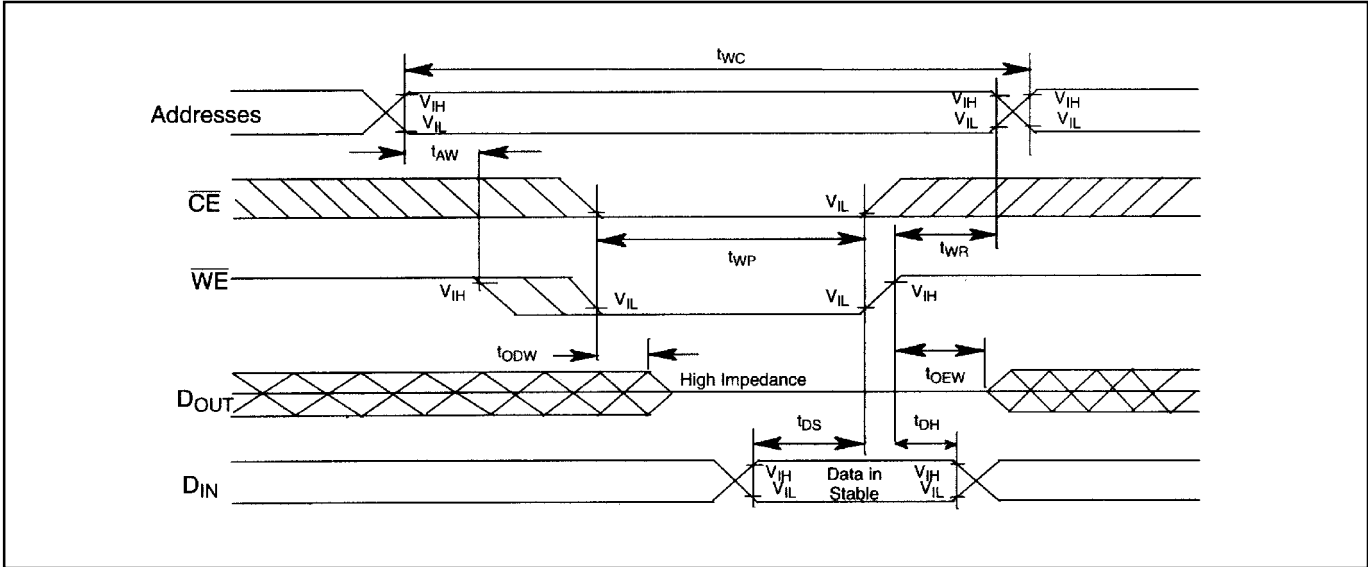 tWC
Addresses
VIH
VIL
VIH
VIL
VIH
VIL
tAW
CE
VIL
tWP
tWR
WE
VIH
VIL
VIL
VIH
tODW
tOEW
DOUT
High Impedance
tDS
tDH
DIN
VIH
VIL
Data in
Stable
VIH
VIL